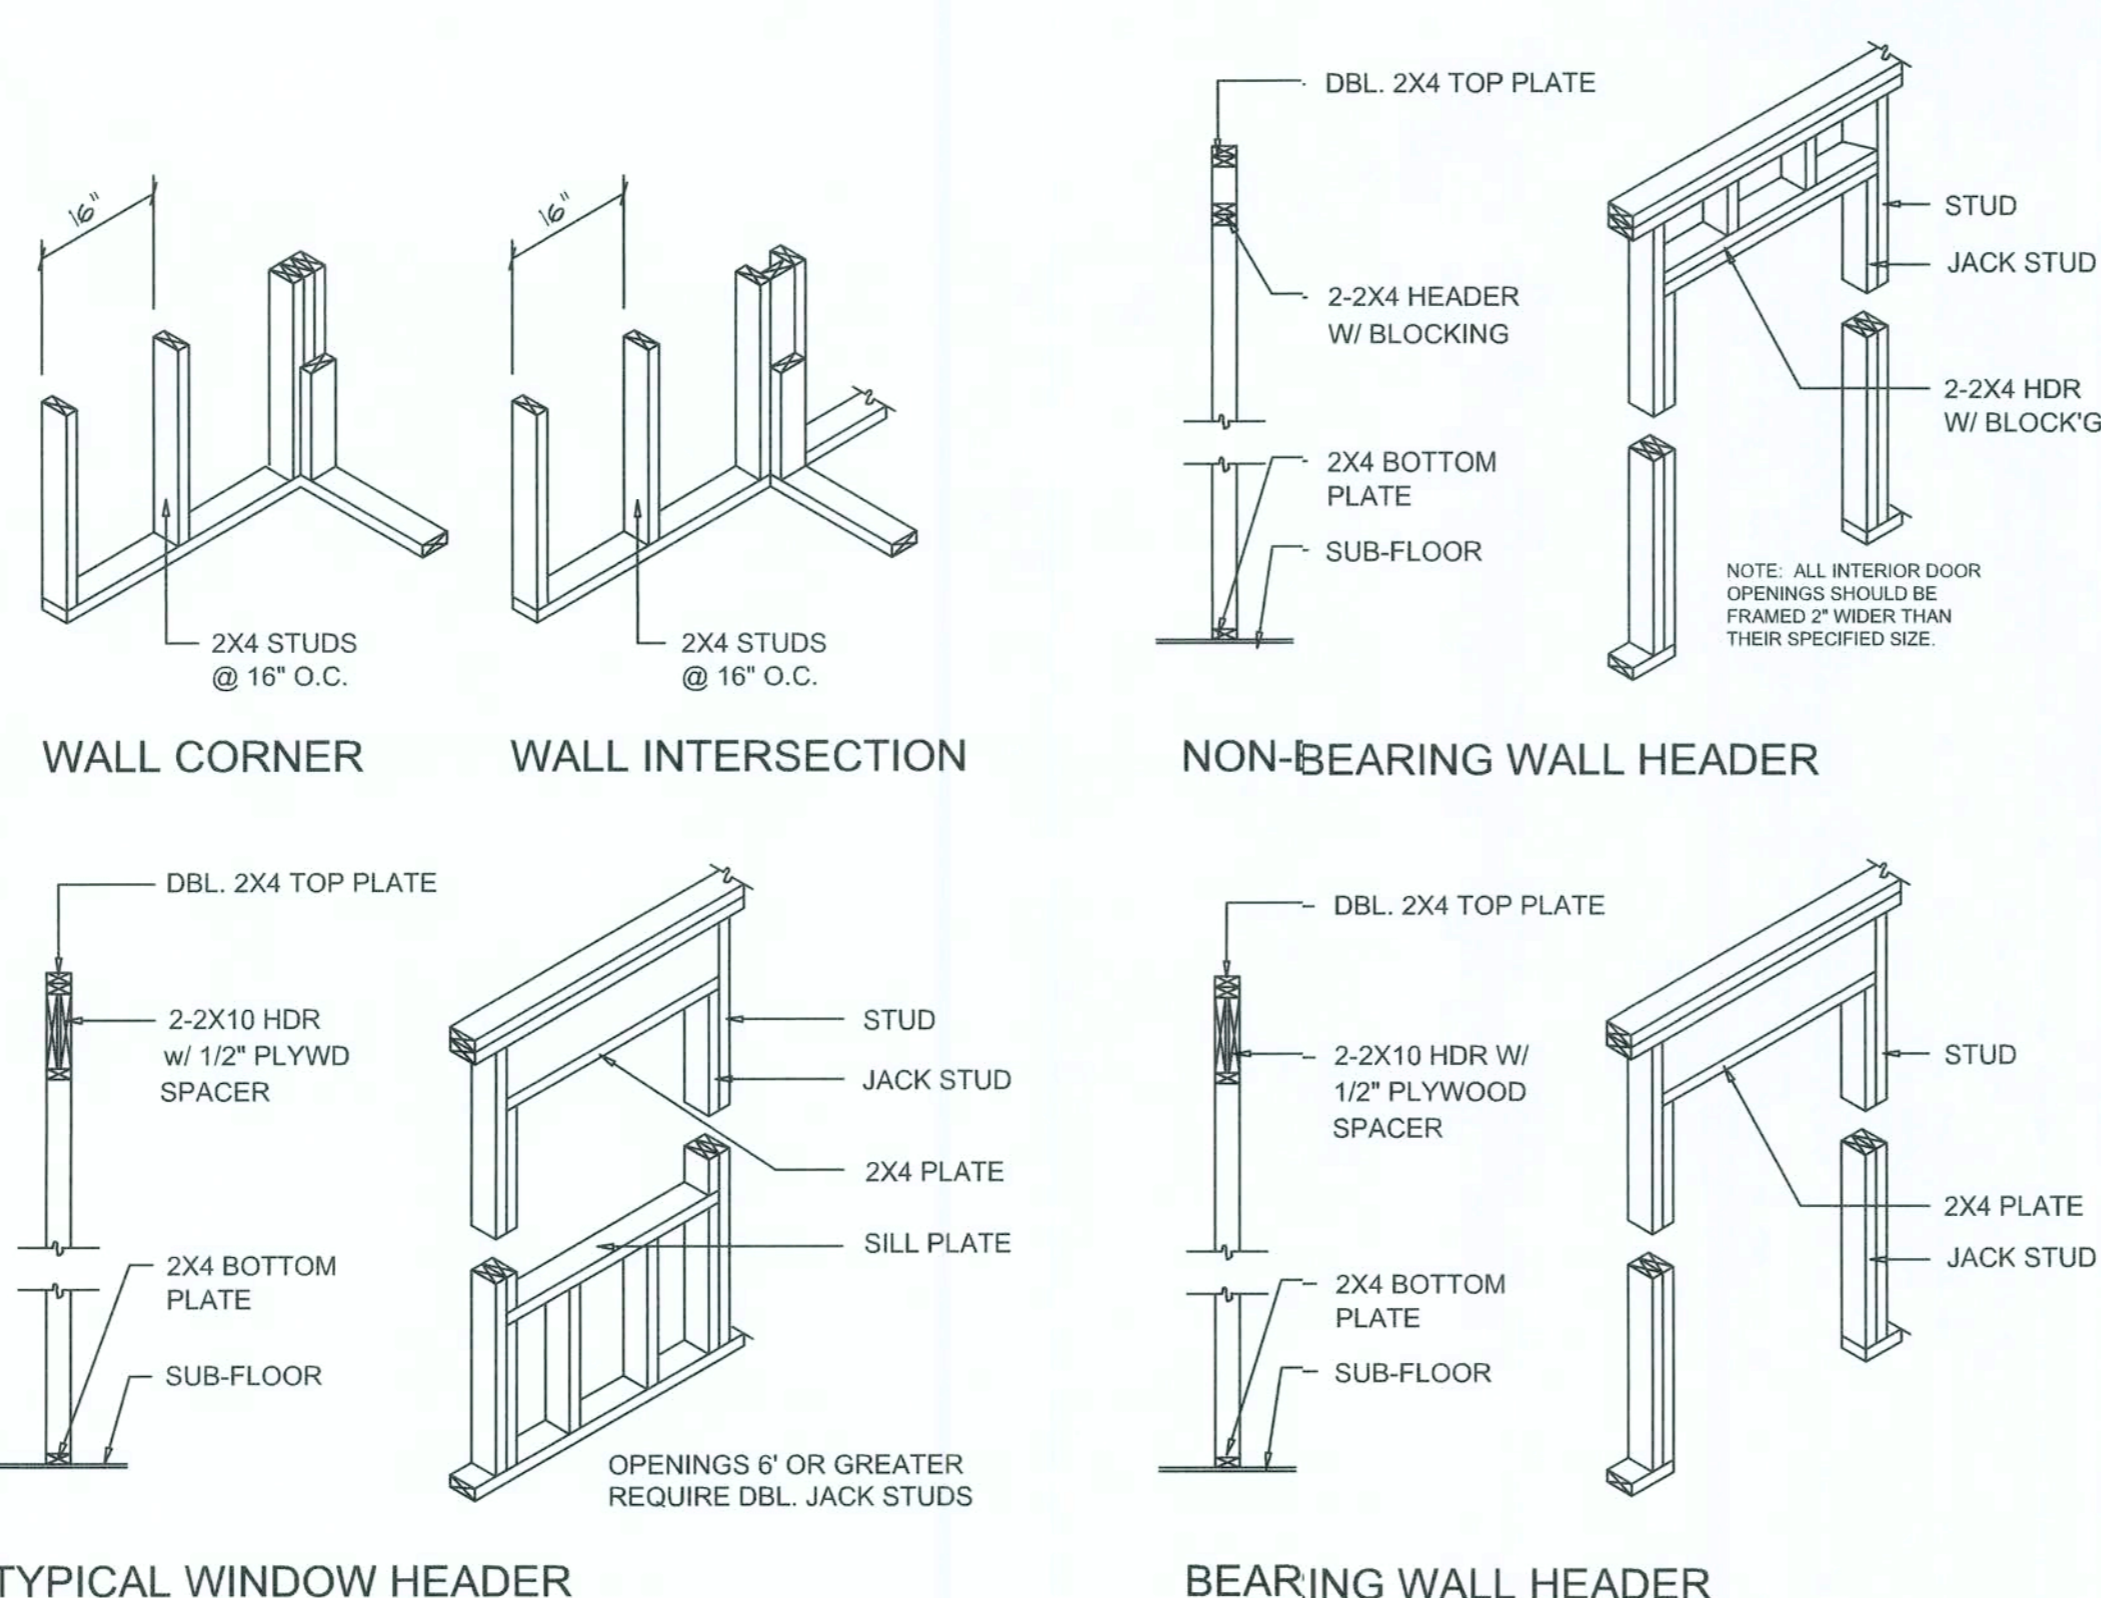 16"
2X4 STUDS
@ 16" O.C.
WALL CORNER
16"
2X4 STUDS
@ 16" O.C.
WALL INTERSECTION
DBL. 2X4 TOP PLATE
2-2X4 HEADER
W/ BLOCKING
2X4 BOTTOM
PLATE
SUB-FLOOR
STUD
JACK STUD
2-2X4 HDR
W/ BLOCK'G
NOTE: ALL INTERIOR DOOR
OPENINGS SHOULD BE
FRAMED 2" WIDER THAN
THEIR SPECIFIED SIZE.
NON-BEARING WALL HEADER
DBL. 2X4 TOP PLATE
2-2X10 HDR
w/ 1/2" PLYWD
SPACER
2X4 BOTTOM
PLATE
SUB-FLOOR
STUD
JACK STUD
2X4 PLATE
SILL PLATE
OPENINGS 6' OR GREATER
REQUIRE DBL. JACK STUDS
TYPICAL WINDOW HEADER
DBL. 2X4 TOP PLATE
2-2X10 HDR W/
1/2" PLYWOOD
SPACER
2X4 BOTTOM
PLATE
SUB-FLOOR
STUD
2X4 PLATE
JACK STUD
BEARING WALL HEADER